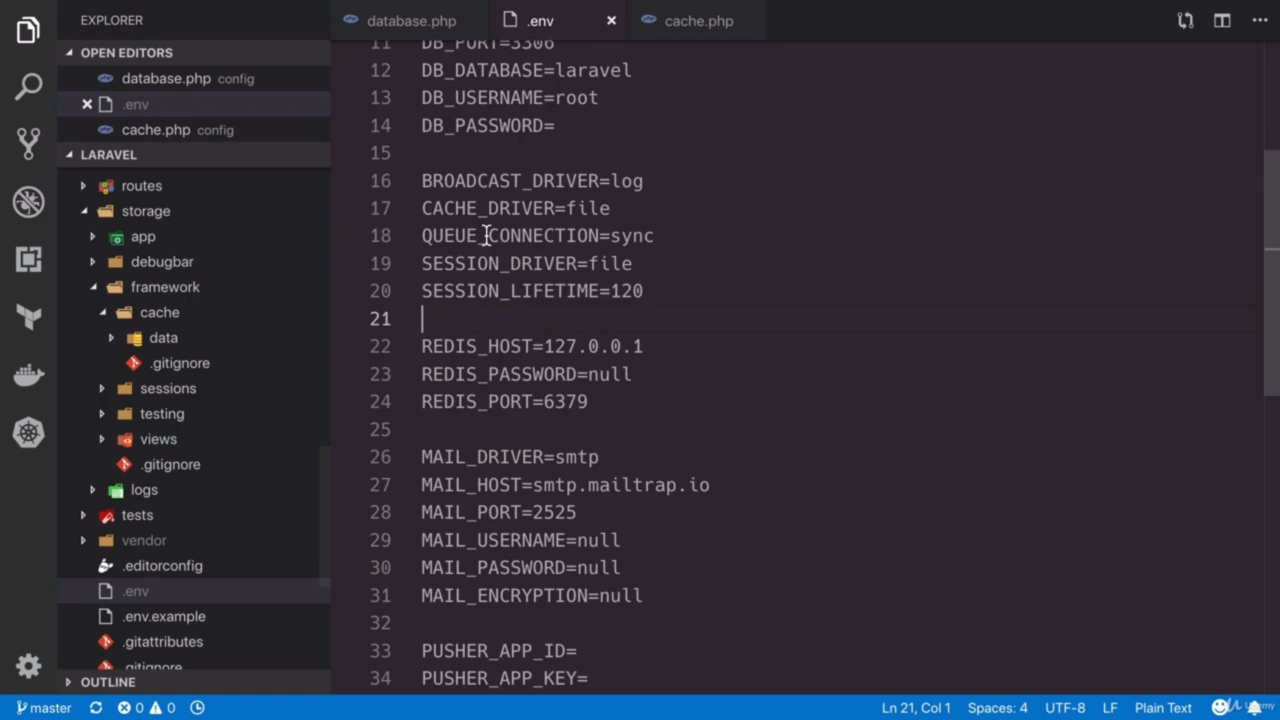 EXPLORER
OPEN EDITORS
database.php config
.env
cache.php config
LARAVEL
routes
storage
app
debugbar
framework
cache
data
.gitignore
sessions
testing
views
.gitignore
logs
tests
vendor
.editorconfig
.env
.env.example
.gitattributes
.gitignore
OUTLINE
database.php
.env
cache.php
11 DB_PORT=3306
12 DB_DATABASE=laravel
13 DB_USERNAME=root
14 DB_PASSWORD=
15
16 BROADCAST_DRIVER=log
17 CACHE_DRIVER=file
18 QUEUE_CONNECTION=sync
19 SESSION_DRIVER=file
20 SESSION_LIFETIME=120
21
22 REDIS_HOST=127.0.0.1
23 REDIS_PASSWORD=null
24 REDIS_PORT=6379
25
26 MAIL_DRIVER=smtp
27 MAIL_HOST=smtp.mailtrap.io
28 MAIL_PORT=2525
29 MAIL_USERNAME=null
30 MAIL_PASSWORD=null
31 MAIL_ENCRYPTION=null
32
33 PUSHER_APP_ID=
34 PUSHER_APP_KEY=
master 0 0 Ln 21, Col 1 Spaces: 4 UTF-8 LF Plain Text Udemy